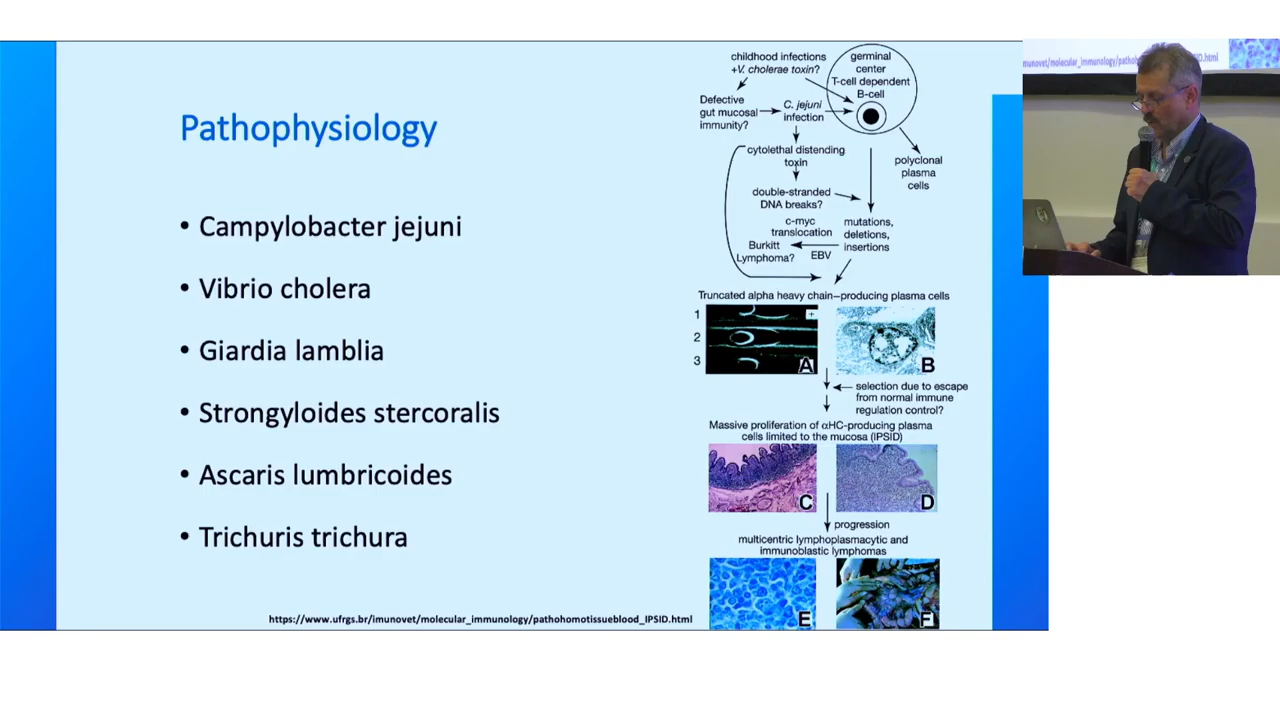 Pathophysiology
• Campylobacter jejuni
• Vibrio cholera
• Giardia lamblia
• Strongyloides stercoralis
• Ascaris lumbricoides
• Trichuris trichura
https://www.ufrgs.br/imunovet/molecular_immunology/pathohomotissueblood_IPSID.html
childhood infections
+V. cholerae toxin?
germinal
center
T-cell dependent
B-cell
Defective
gut mucosal
immunity?
C. jejuni
infection
cytolethal distending
toxin
polyclonal
plasma
cells
double-stranded
DNA breaks?
c-myc
translocation
mutations,
deletions,
insertions
Burkitt
Lymphoma?
EBV
Truncated alpha heavy chain–producing plasma cells
1
2
3
+
A
B
selection due to escape
from normal immune
regulation control?
Massive proliferation of αHC-producing plasma
cells limited to the mucosa (IPSID)
C
D
progression
multicentric lymphoplasmacytic and
immunoblastic lymphomas
E
F